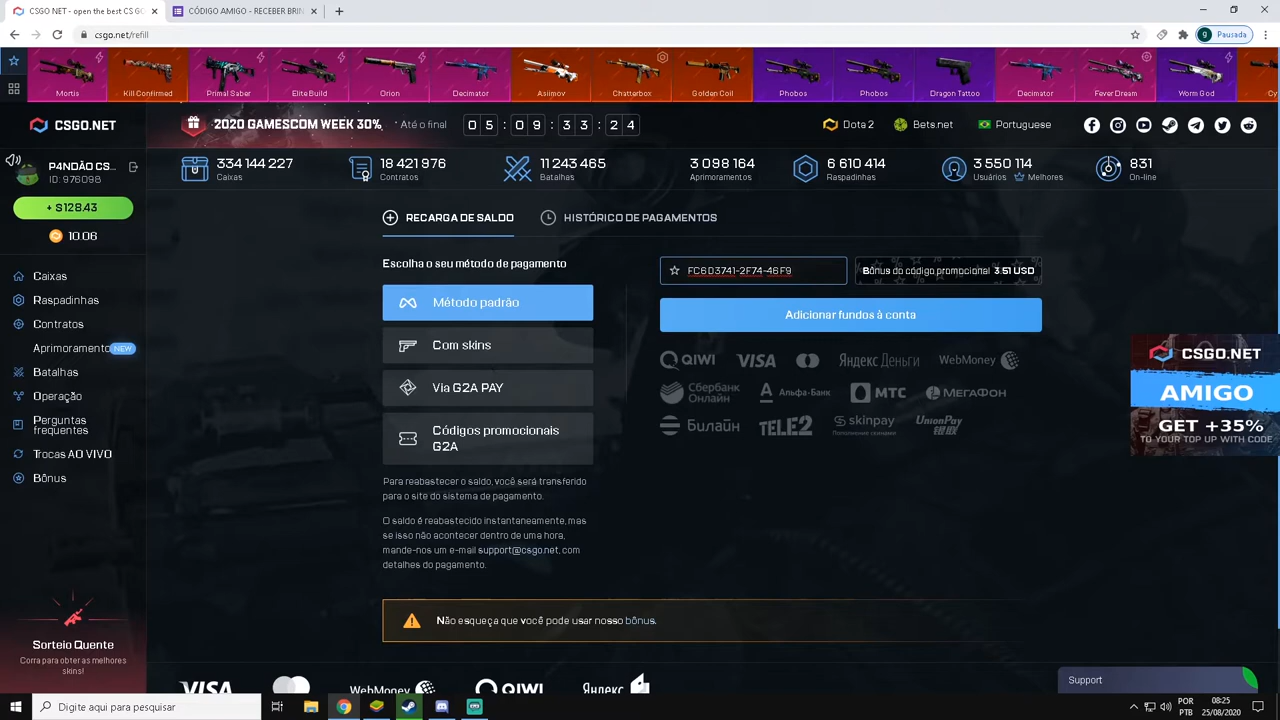 CSGO NET - open the best CS GO
CÓDIGO AMIGO - RECEBER BRIN
csgo.net/refill
Pausada
Mortis
Kill Confirmed
Primal Saber
Elite Build
Orion
Decimator
Asiimov
Chatterbox
Golden Coil
Phobos
Phobos
Dragon Tattoo
Decimator
Fever Dream
Worm God
Cy
CSGO.NET
2020 GAMESCOM WEEK 30%
* Até o final
05:09:33:24
Dota 2
Bets.net
Portuguese
P4NDÃO CS...
ID: 976098
+ $128.43
10.06
334 144 227
Caixas
18 421 976
Contratos
11 243 465
Batalhas
3 098 164
Aprimoramentos
6 610 414
Raspadinhas
3 550 114
Usuários
Melhores
831
On-line
Caixas
Raspadinhas
Contratos
Aprimoramento NEW
Batalhas
Operação
Perguntas
frequentes
Trocas AO VIVO
Bônus
Sorteio Quente
Corra para obter as melhores
skins!
RECARGA DE SALDO
HISTÓRICO DE PAGAMENTOS
Escolha o seu método de pagamento
Método padrão
Com skins
Via G2A PAY
Códigos promocionais
G2A
Para reabastecer o saldo, você será transferido
para o site do sistema de pagamento.
O saldo é reabastecido instantaneamente, mas
se isso não acontecer dentro de uma hora,
mande-nos um e-mail support@csgo.net, com
detalhes do pagamento.
FC6D3741-2F74-46F9
Bônus do código promocional 3.51 USD
Adicionar fundos à conta
QIWI
VISA
Яндекс Деньги
WebMoney
Сбербанк
Онлайн
Альфа-Банк
МТС
МЕГАФОН
Билайн
TELE2
skinpay
UnionPay
银联
CSGO.NET
AMIGO
GET +35%
TO YOUR TOP UP WITH CODE
Não esqueça que você pode usar nosso bônus.
VISA
WebMoney
QIWI
Яндекс
Support
Digite aqui para pesquisar
POR
PTB
08:25
25/08/2020